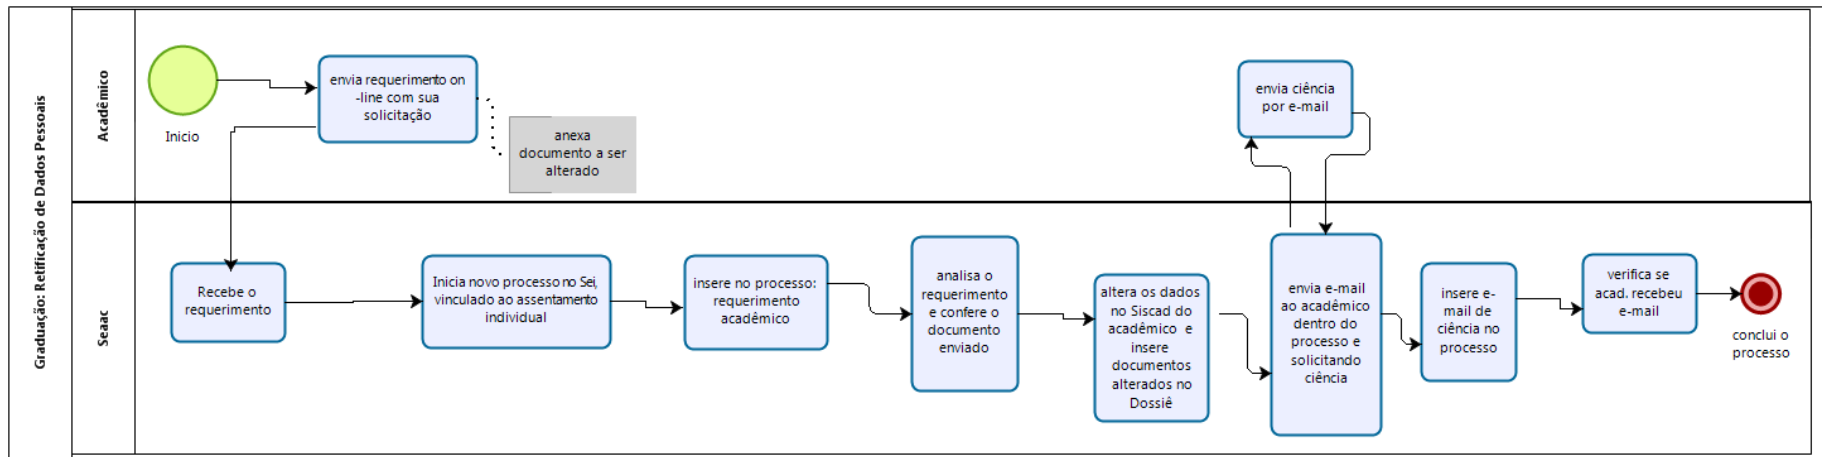 Graduação: Retificação de Dados Pessoais
Acadêmico
Inicio
envia requerimento on
-line com sua
solicitação
anexa
documento a ser
alterado
envia ciência
por e-mail
Seaac
Recebe o
requerimento
Inicia novo processo no Sei,
vinculado ao assentamento
individual
insere no processo:
requerimento
acadêmico
analisa o
requerimento
e confere o
documento
enviado
altera os dados
no Siscad do
acadêmico e
insere
documentos
alterados no
Dossiê
envia e-mail
ao acadêmico
dentro do
processo e
solicitando
ciência
insere e-
mail de
ciência no
processo
verifica se
acad. recebeu
e-mail
conclui o
processo